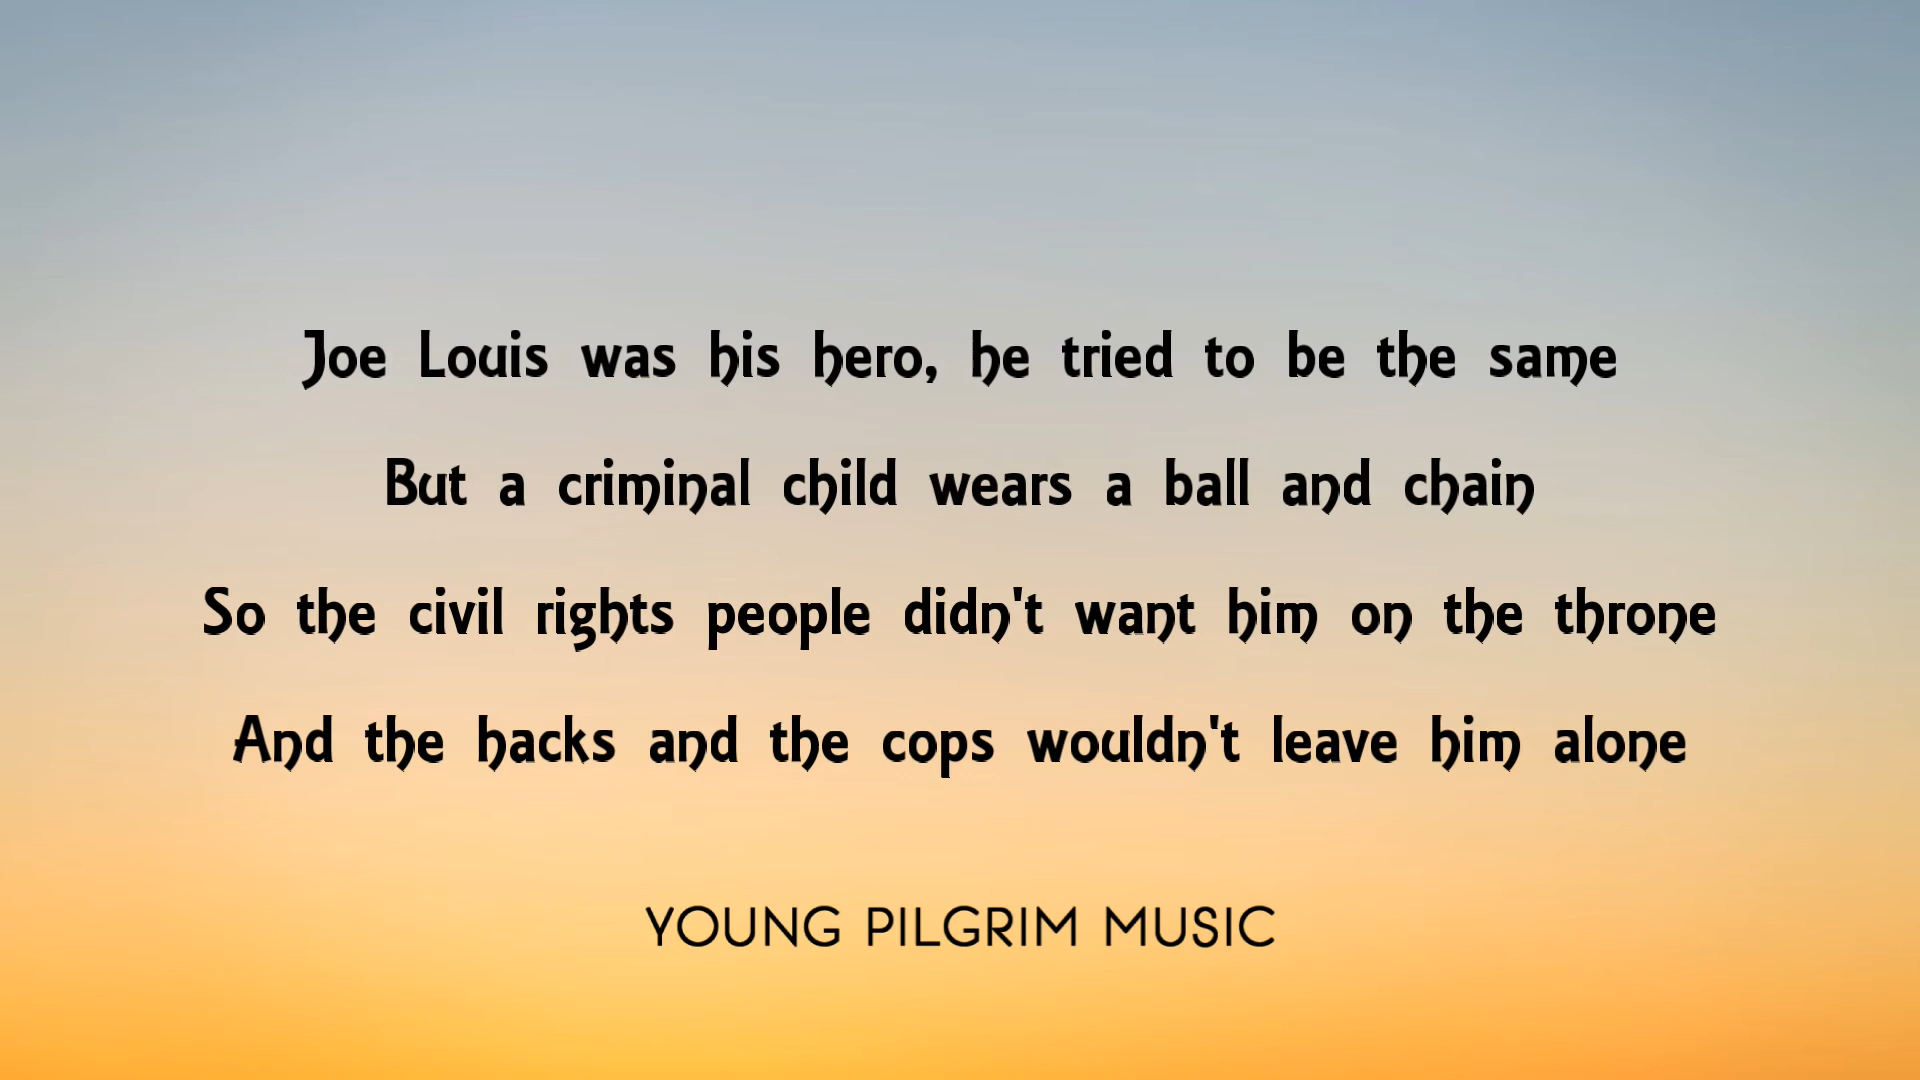 Joe Louis was his hero, he tried to be the same
But a criminal child wears a ball and chain
So the civil rights people didn't want him on the throne
And the hacks and the cops wouldn't leave him alone
YOUNG PILGRIM MUSIC